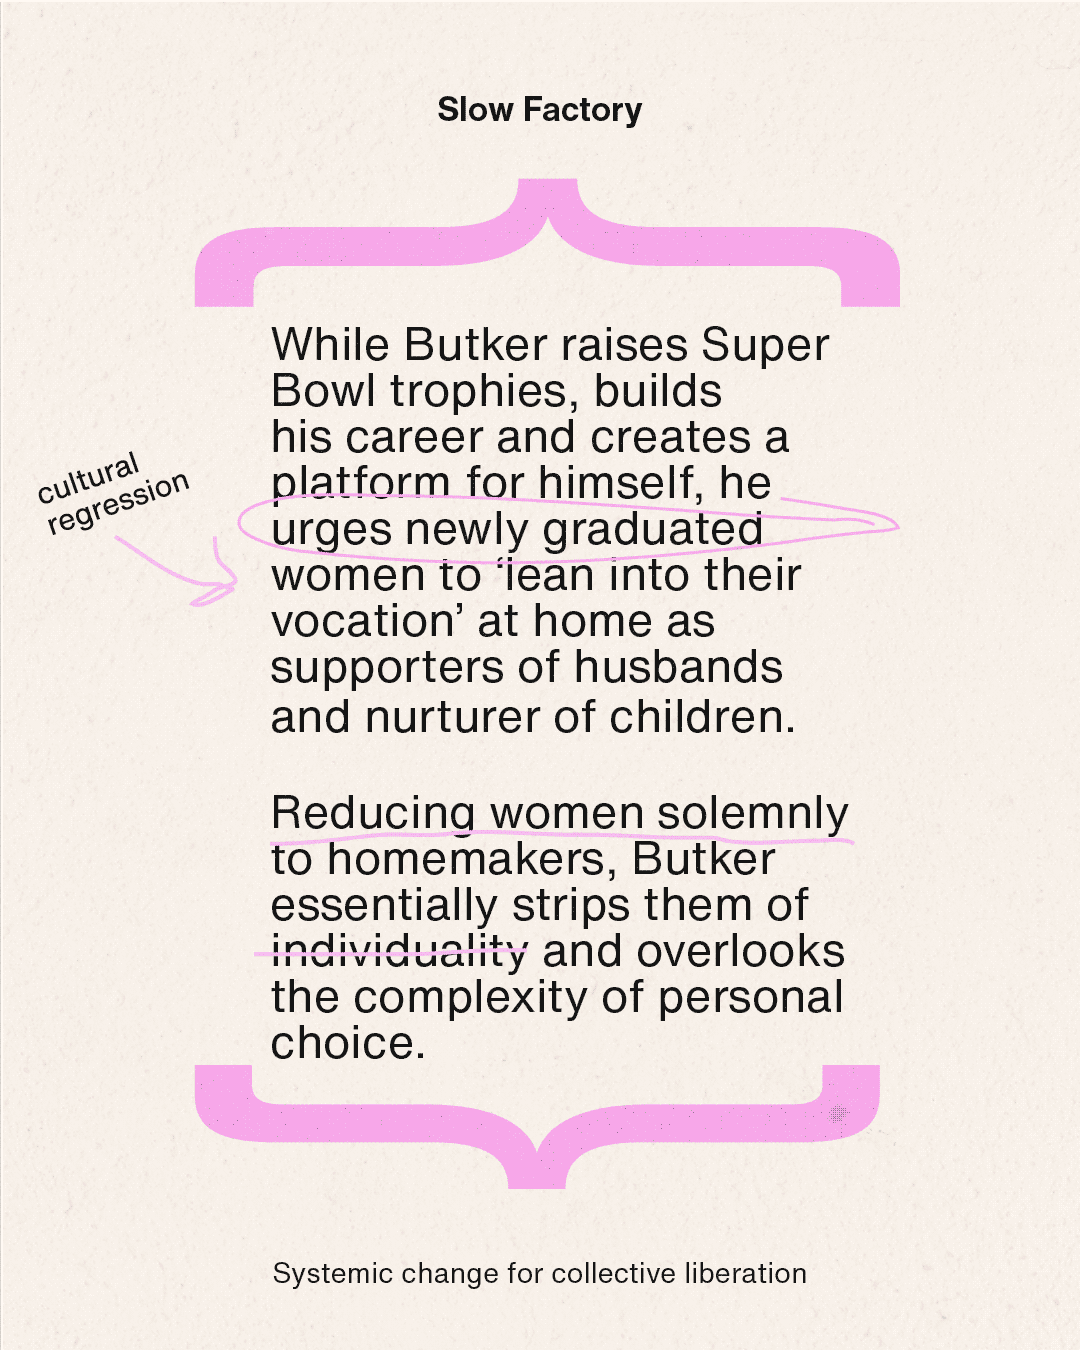 Slow Factory
While Butker raises Super
Bowl trophies, builds
his career and creates a
platform for himself, he
urges newly graduated
women to ‘lean into their
vocation’ at home as
supporters of husbands
and nurturer of children.
cultural
regression
Reducing women solemnly
to homemakers, Butker
essentially strips them of
individuality and overlooks
the complexity of personal
choice.
Systemic change for collective liberation